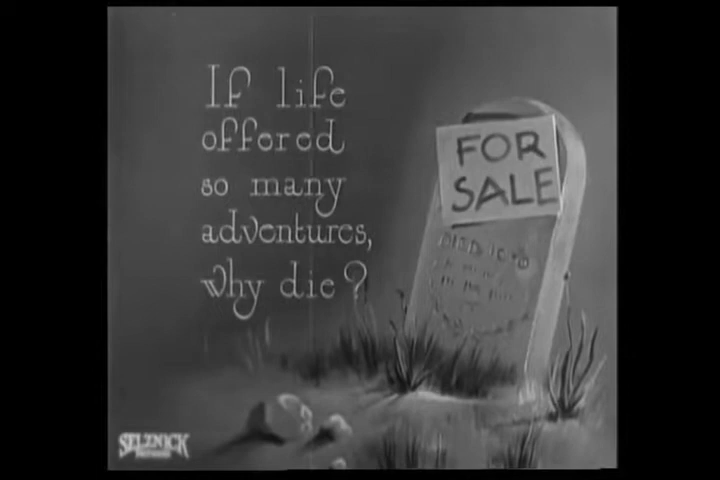 If life
offered
so many
adventures,
why die?
FOR
SALE
SELZNICK